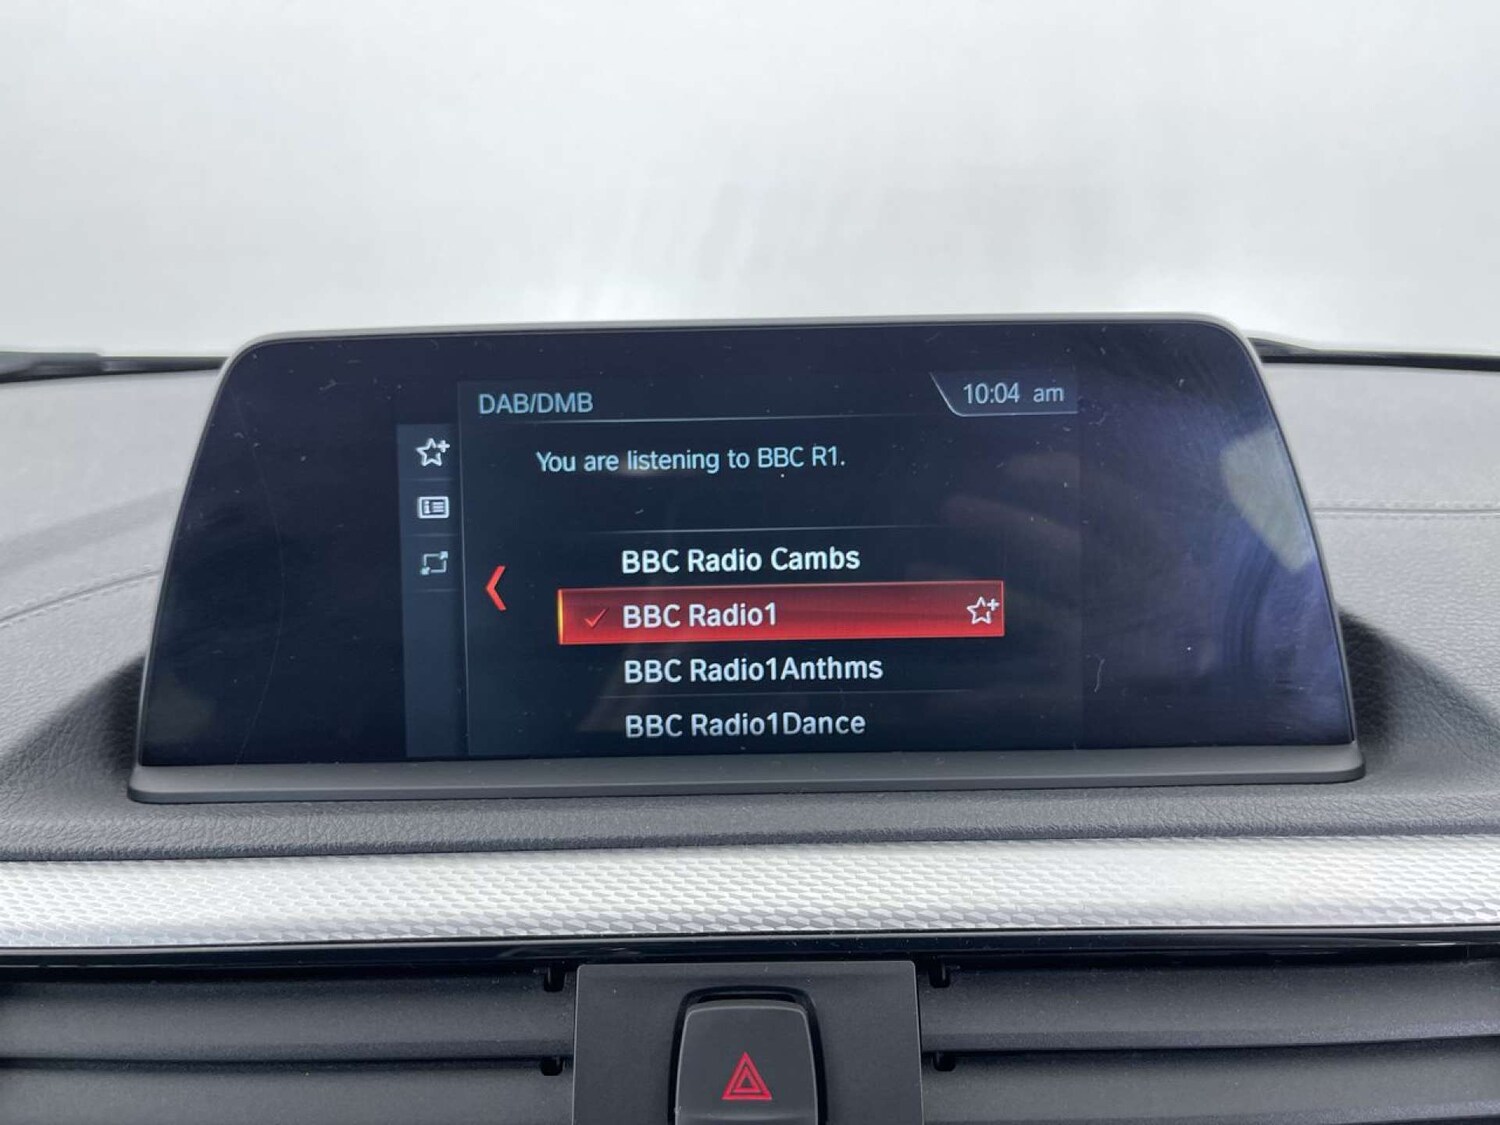 DAB/DMB
10:04 am
You are listening to BBC R1.
BBC Radio Cambs
BBC Radio1
BBC Radio1Anthms
BBC Radio1Dance